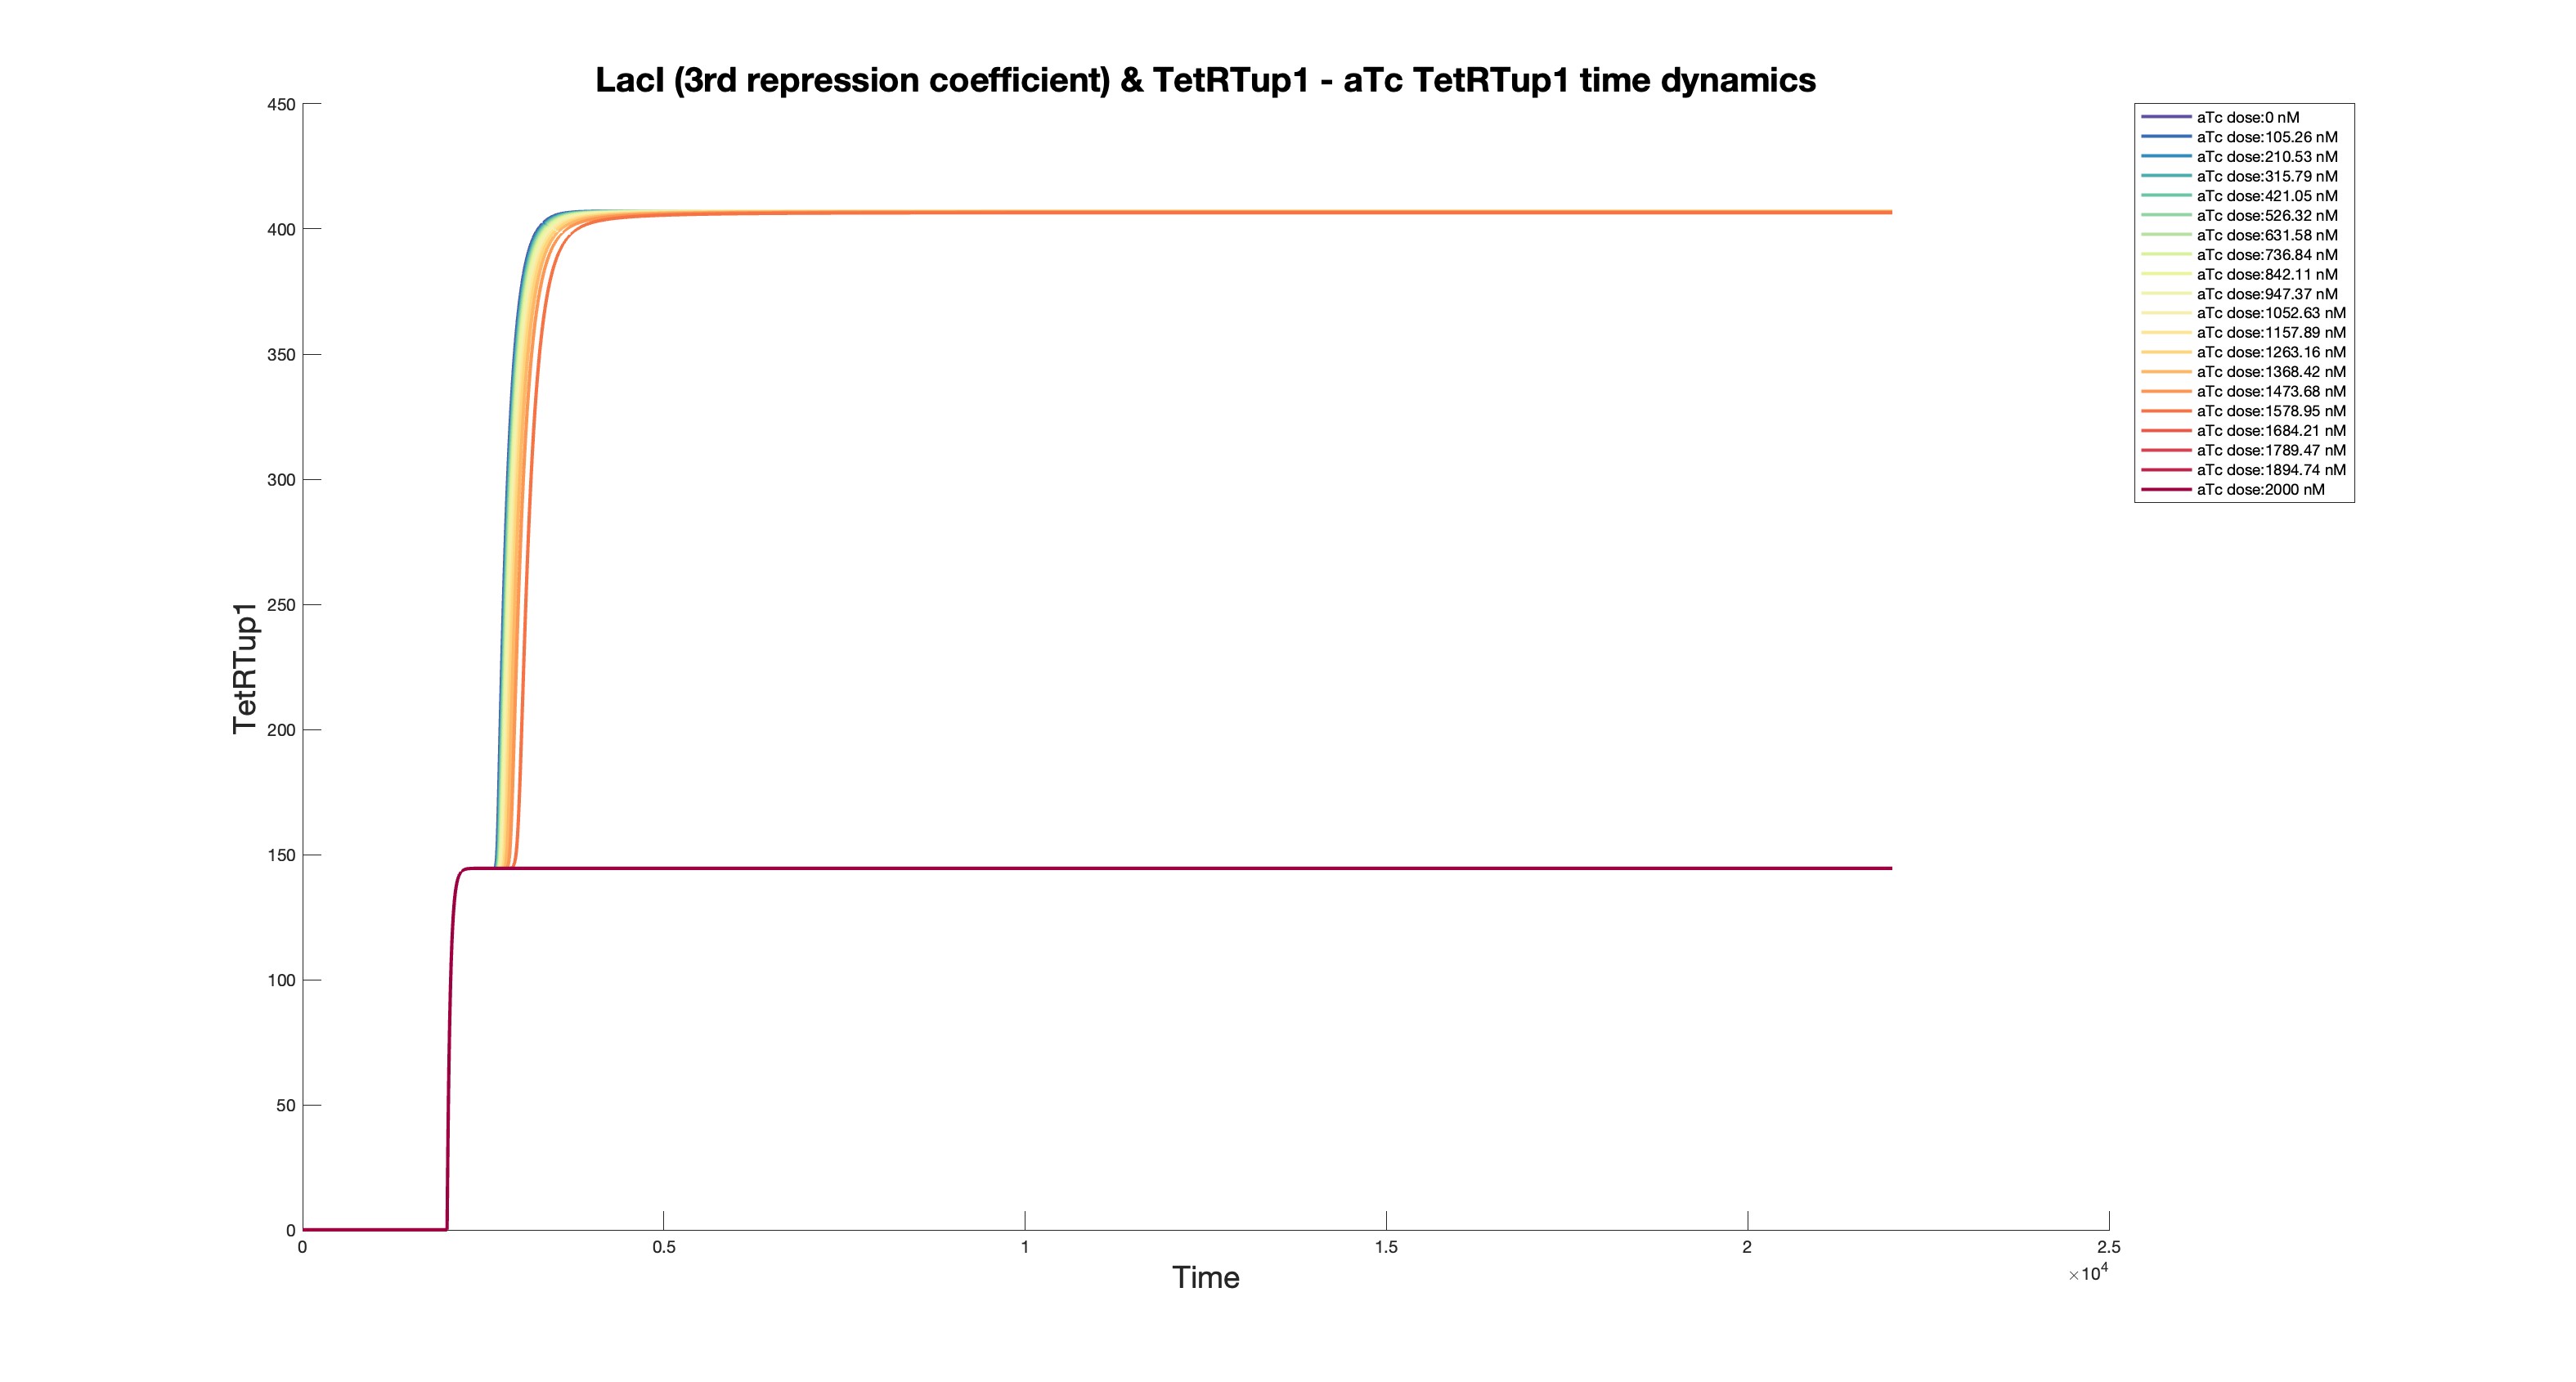 LacI (3rd repression coefficient) & TetRTup1 - aTc TetRTup1 time dynamics
450
400
350
300
250
200
150
100
50
0
TetRTup1
0
0.5
1
1.5
2
2.5
×10^4
Time
aTc dose:0 nM
aTc dose:105.26 nM
aTc dose:210.53 nM
aTc dose:315.79 nM
aTc dose:421.05 nM
aTc dose:526.32 nM
aTc dose:631.58 nM
aTc dose:736.84 nM
aTc dose:842.11 nM
aTc dose:947.37 nM
aTc dose:1052.63 nM
aTc dose:1157.89 nM
aTc dose:1263.16 nM
aTc dose:1368.42 nM
aTc dose:1473.68 nM
aTc dose:1578.95 nM
aTc dose:1684.21 nM
aTc dose:1789.47 nM
aTc dose:1894.74 nM
aTc dose:2000 nM